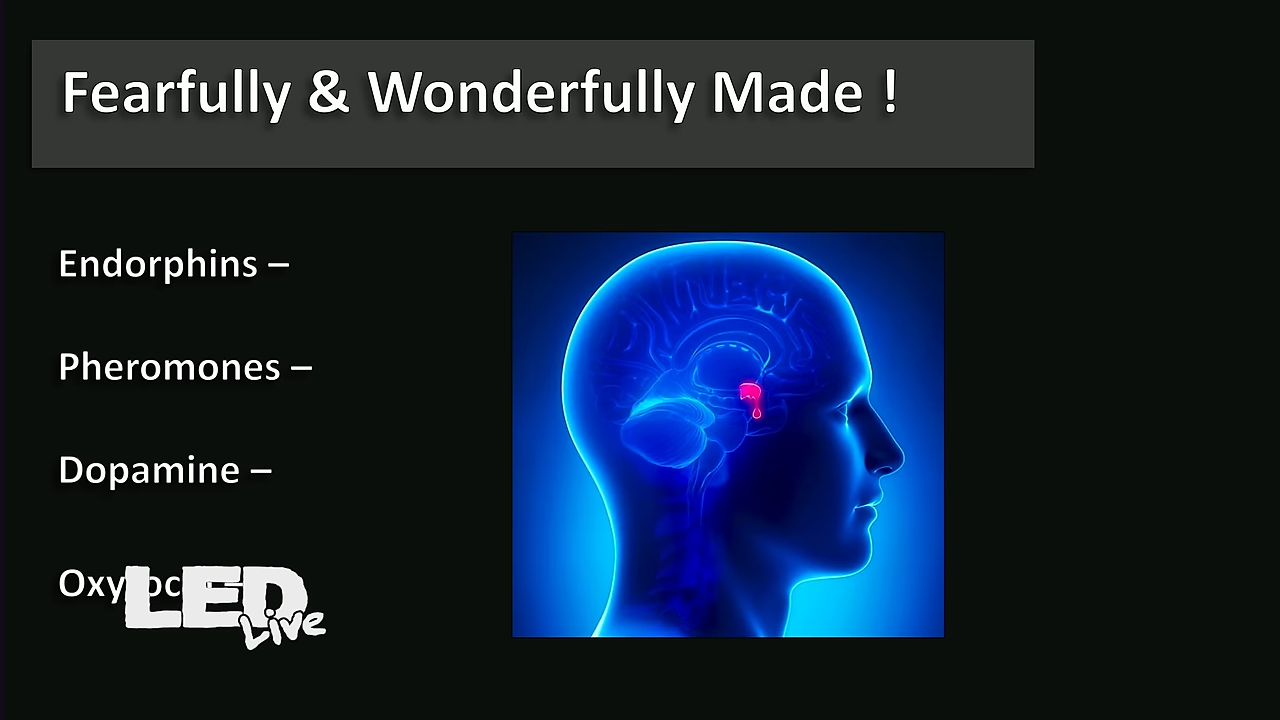 Fearfully & Wonderfully Made !
Endorphins –
Pheromones –
Dopamine –
LED
Live